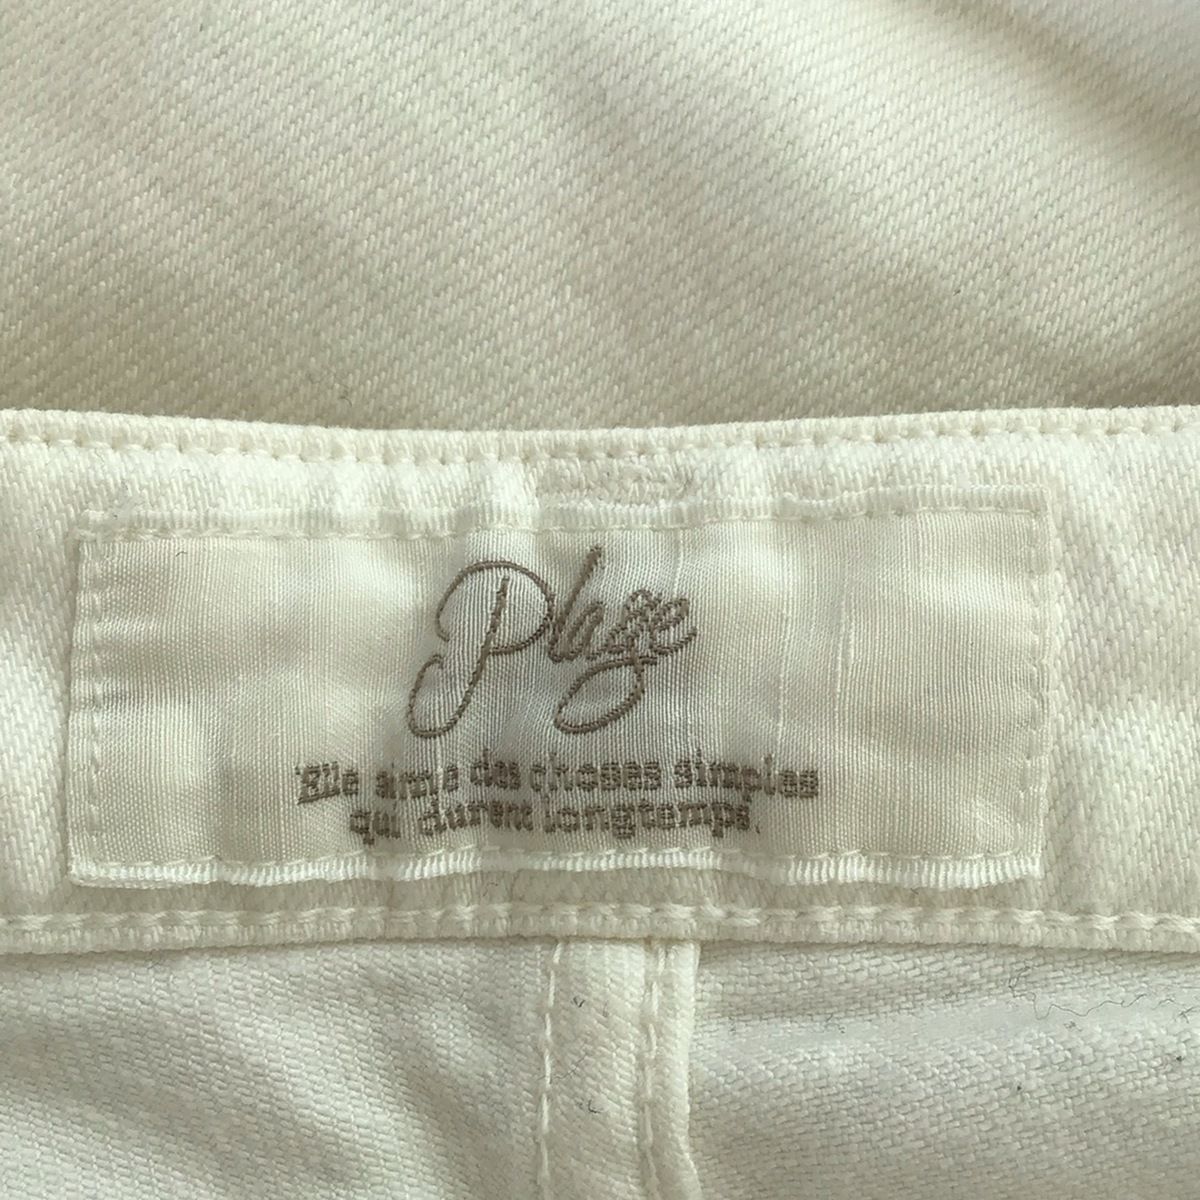 Plage
"Elle aime des choses simples
qui durent longtemps"